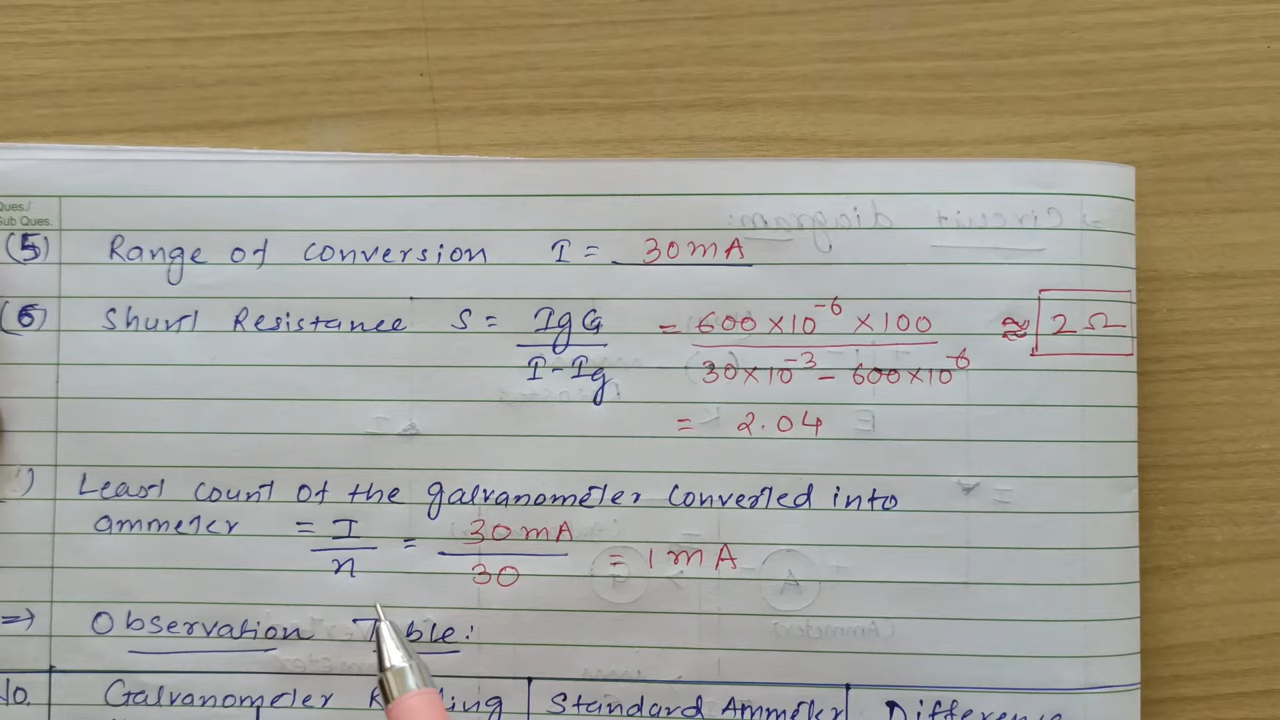 Ques./
Sub Ques.
(5) Range of conversion I = 30mA
(6) Shunt Resistance S = IgG / I-Ig = 600×10⁻⁶ × 100 / 30×10⁻³ - 600×10⁻⁶ ≈ 2Ω
= 2.04
) Least count of the galvanometer converted into
ammeter = I / n = 30mA / 30 = 1mA
⇒ Observation Table:
No. Galvanometer Standard Ammeter